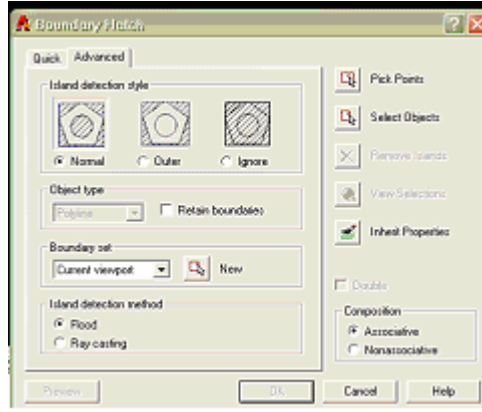 Boundary Hatch
Quick Advanced
Island detection style
Normal Outer Ignore
Object type
Polyline Retain boundaries
Boundary set
Current viewport New
Island detection method
Flood
Ray casting
Pick Points
Select Objects
Remove Islands
View Selections
Inherit Properties
Double
Composition
Associative
Nonassociative
Preview OK Cancel Help